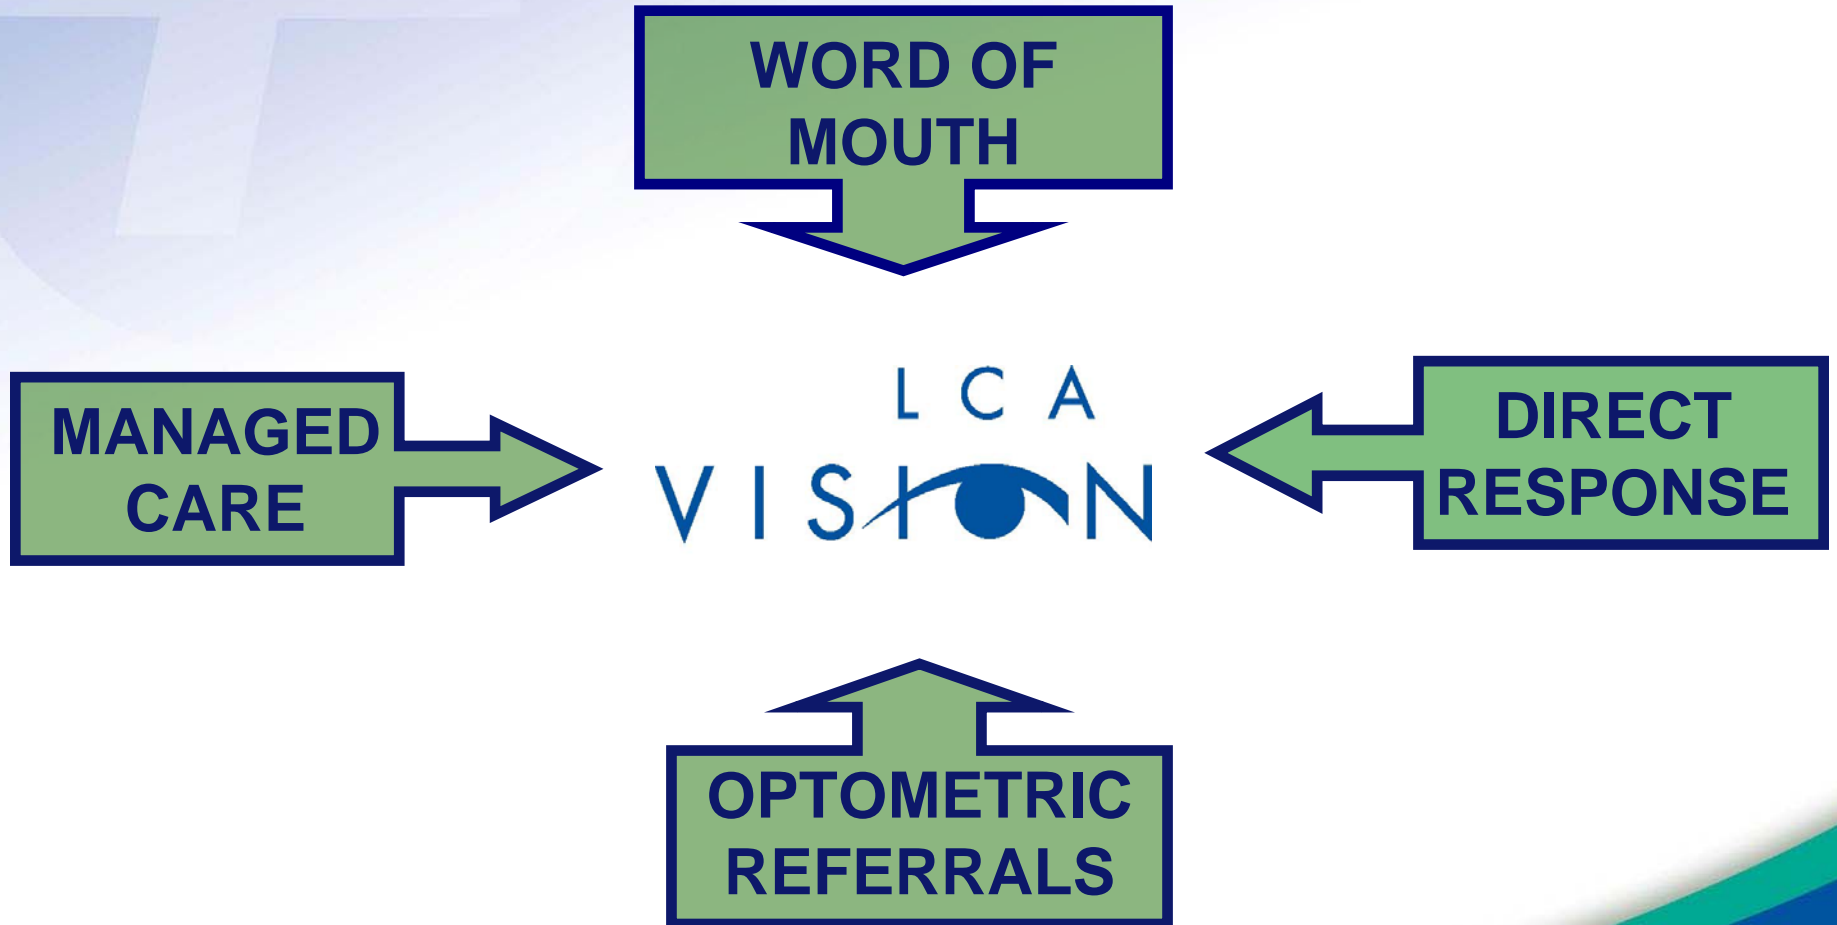 WORD OF
MOUTH
MANAGED
CARE
LCA
VISION
DIRECT
RESPONSE
OPTOMETRIC
REFERRALS